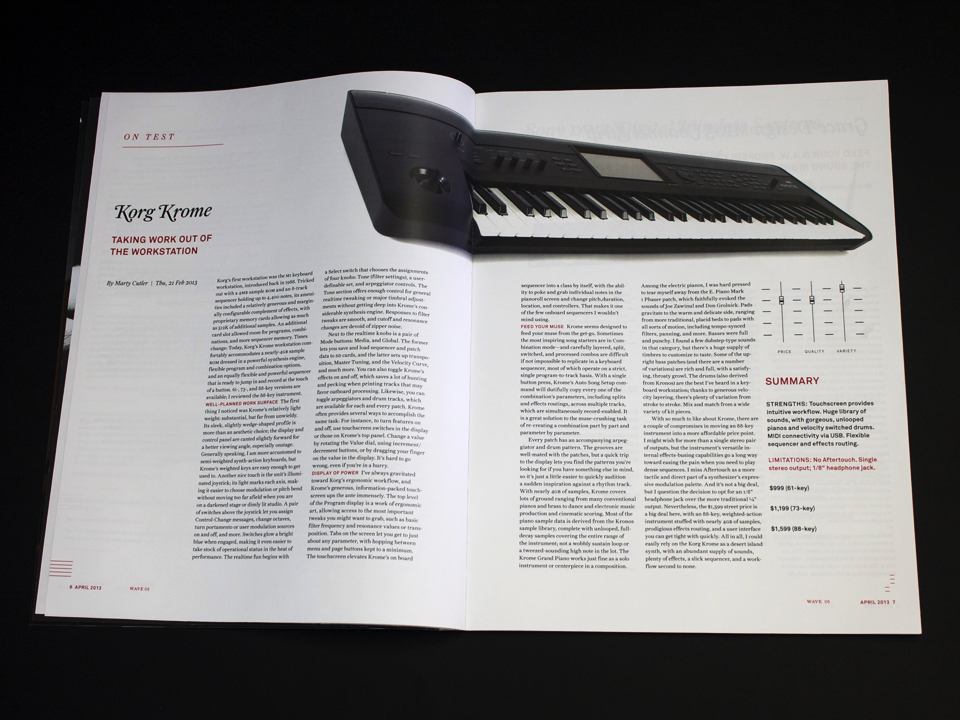 ON TEST
Korg Krome
TAKING WORK OUT OF
THE WORKSTATION
By Marty Cutler | Thu, 21 Feb 2013
Korg's first workstation was the M1 keyboard
workstation, introduced back in 1988. Tricked
out with a 4MB sample ROM and an 8-track
sequencer holding up to 4,400 notes, its amenities
included a relatively generous and marginally
configurable complement of effects, with
proprietary memory cards allowing as much
as 512K of additional samples. An additional
card slot allowed more for programs, combinations,
and more sequencer memory. Times
change: Today, Korg's Krome workstation comfortably
accommodates a nearly-4GB sample
ROM dressed in a powerful synthesis engine,
flexible program and combination options,
and an equally flexible and powerful sequencer
that is ready to jump in and record at the touch
of a button. 61-, 73-, and 88-key versions are
available; I reviewed the 88-key instrument.
WELL-PLANNED WORK SURFACE The first
thing I noticed was Krome's relatively light
weight: substantial, but far from unwieldy.
Its sleek, slightly wedge-shaped profile is
more than an aesthetic choice; the display and
control panel are canted slightly forward for
a better viewing angle, especially onstage.
Generally speaking, I am more accustomed to
semi-weighted synth-action keyboards, but
Krome's weighted keys are easy enough to get
used to. Another nice touch is the unit's illuminated
joystick; its light marks each axis, making
it easier to choose modulation or pitch bend
without moving too far afield when you are
on a darkened stage or dimly lit studio. A pair
of switches above the joystick let you assign
Control-Change messages, change octaves,
turn portamento or user modulation sources
on and off, and more. Switches glow a bright
blue when engaged, making it even easier to
take stock of operational status in the heat of
performance. The realtime fun begins with
a Select switch that chooses the assignments
of four knobs: Tone (filter settings), a user-
definable set, and arpeggiator controls. The
Tone section offers enough control for general
realtime tweaking or major timbral adjustments
without getting deep into Krome's considerable
synthesis engine. Responses to filter
tweaks are smooth, and cutoff and resonance
changes are devoid of zipper noise.
Next to the realtime knobs is a pair of
Mode buttons: Media, and Global. The former
lets you save and load sequencer and patch
data to SD cards, and the latter sets up transposition,
Master Tuning, and the Velocity Curve,
and much more. You can also toggle Krome's
effects on and off, which saves a lot of hunting
and pecking when printing tracks that may
favor outboard processing. Likewise, you can
toggle arpeggiators and drum tracks, which
are available for each and every patch. Krome
often provides several ways to accomplish the
same task: For instance, to turn features on
and off, use touchscreen switches in the display
or those on Krome's top panel. Change a value
by rotating the Value dial, using increment/
decrement buttons, or by dragging your finger
on the value in the display. It's hard to go
wrong, even if you're in a hurry.
DISPLAY OF POWER I've always gravitated
toward Korg's ergonomic workflow, and
Krome's generous, information-packed touchscreen
ups the ante immensely. The top level
of the Program display is a work of ergonomic
art, allowing access to the most important
tweaks you might want to grab, such as basic
filter frequency and resonance values or transposition.
Tabs on the screen let you get to just
about any parameter, with hopping between
menu and page buttons kept to a minimum.
The touchscreen elevates Krome's on board
sequencer into a class by itself, with the ability
to poke and grab individual notes in the
pianoroll screen and change pitch,duration,
location, and controllers. That makes it one
of the few onboard sequencers I wouldn't
mind using.
FEED YOUR MUSE Krome seems designed to
feed your muse from the get-go. Sometimes
the most inspiring song starters are in Combination
mode—and carefully layered, split,
switched, and processed combos are difficult
if not impossible to replicate in a keyboard
sequencer, most of which operate on a strict,
single program-to-track basis. With a single
button press, Krome's Auto Song Setup command
will dutifully copy every one of the
combination's parameters, including splits
and effects routings, across multiple tracks,
which are simultaneously record-enabled. It
is a great solution to the muse-crushing task
of re-creating a combination part by part and
parameter by parameter.
Every patch has an accompanying arpeggiator
and drum pattern. The grooves are
well-mated with the patches, but a quick trip
to the display lets you find the patterns you're
looking for if you have something else in mind,
so it's just a little easier to quickly audition
a sudden inspiration against a rhythm track.
With nearly 4GB of samples, Krome covers
lots of ground ranging from many conventional
pianos and brass to dance and electronic music
production and cinematic scoring. Most of the
piano sample data is derived from the Kronos
sample library, complete with unlooped, full-
decay samples covering the entire range of
the instrument; not a wobbly sustain loop or
a tweaned-sounding high note in the lot. The
Krome Grand Piano works just fine as a solo
instrument or centerpiece in a composition.
Among the electric pianos, I was hard pressed
to tear myself away from the E. Piano Mark
1 Phaser patch, which faithfully evoked the
sounds of Joe Zawinul and Don Grolnick. Pads
gravitate to the warm and delicate side, ranging
from more traditional, placid beds to pads with
all sorts of motion, including tempo-synced
filters, panning, and more. Basses were full
and punchy. I found a few dubstep-type sounds
in that category, but there's a huge supply of
timbres to customize to taste. Some of the upright
bass patches (and there are a number
of variations) are rich and full, with a satisfying,
throaty growl. The drums (also derived
from Kronos) are the best I've heard in a keyboard
workstation; thanks to generous velocity
layering, there's plenty of variation from
stroke to stroke. Mix and match from a wide
variety of kit pieces.
With so much to like about Krome, there are
a couple of compromises in moving an 88-key
instrument into a more affordable price point.
I might wish for more than a single stereo pair
of outputs, but the instrument's versatile internal
effects-busing capabilities go a long way
toward easing the pain when you need to play
dense sequences. I miss Aftertouch as a more
tactile and direct part of a synthesizer's expressive
modulation palette. And it's not a big deal,
but I question the decision to opt for an 1/8"
headphone jack over the more traditional ¼"
output. Nevertheless, the $1,599 street price is
a big deal here, with an 88-key, weighted-action
instrument stuffed with nearly 4GB of samples,
prodigious effects routing, and a user interface
you can get tight with quickly. All in all, I could
easily rely on the Korg Krome as a desert island
synth, with an abundant supply of sounds,
plenty of effects, a slick sequencer, and a workflow
second to none.
PRICE QUALITY VARIETY
SUMMARY
STRENGTHS: Touchscreen provides
intuitive workflow. Huge library of
sounds, with gorgeous, unlooped
pianos and velocity switched drums.
MIDI connectivity via USB. Flexible
sequencer and effects routing.
LIMITATIONS: No Aftertouch. Single
stereo output; 1/8" headphone jack.
$999 (61-key)
$1,199 (73-key)
$1,599 (88-key)
6 APRIL 2013 WAVE 05
WAVE 05 APRIL 2013 7